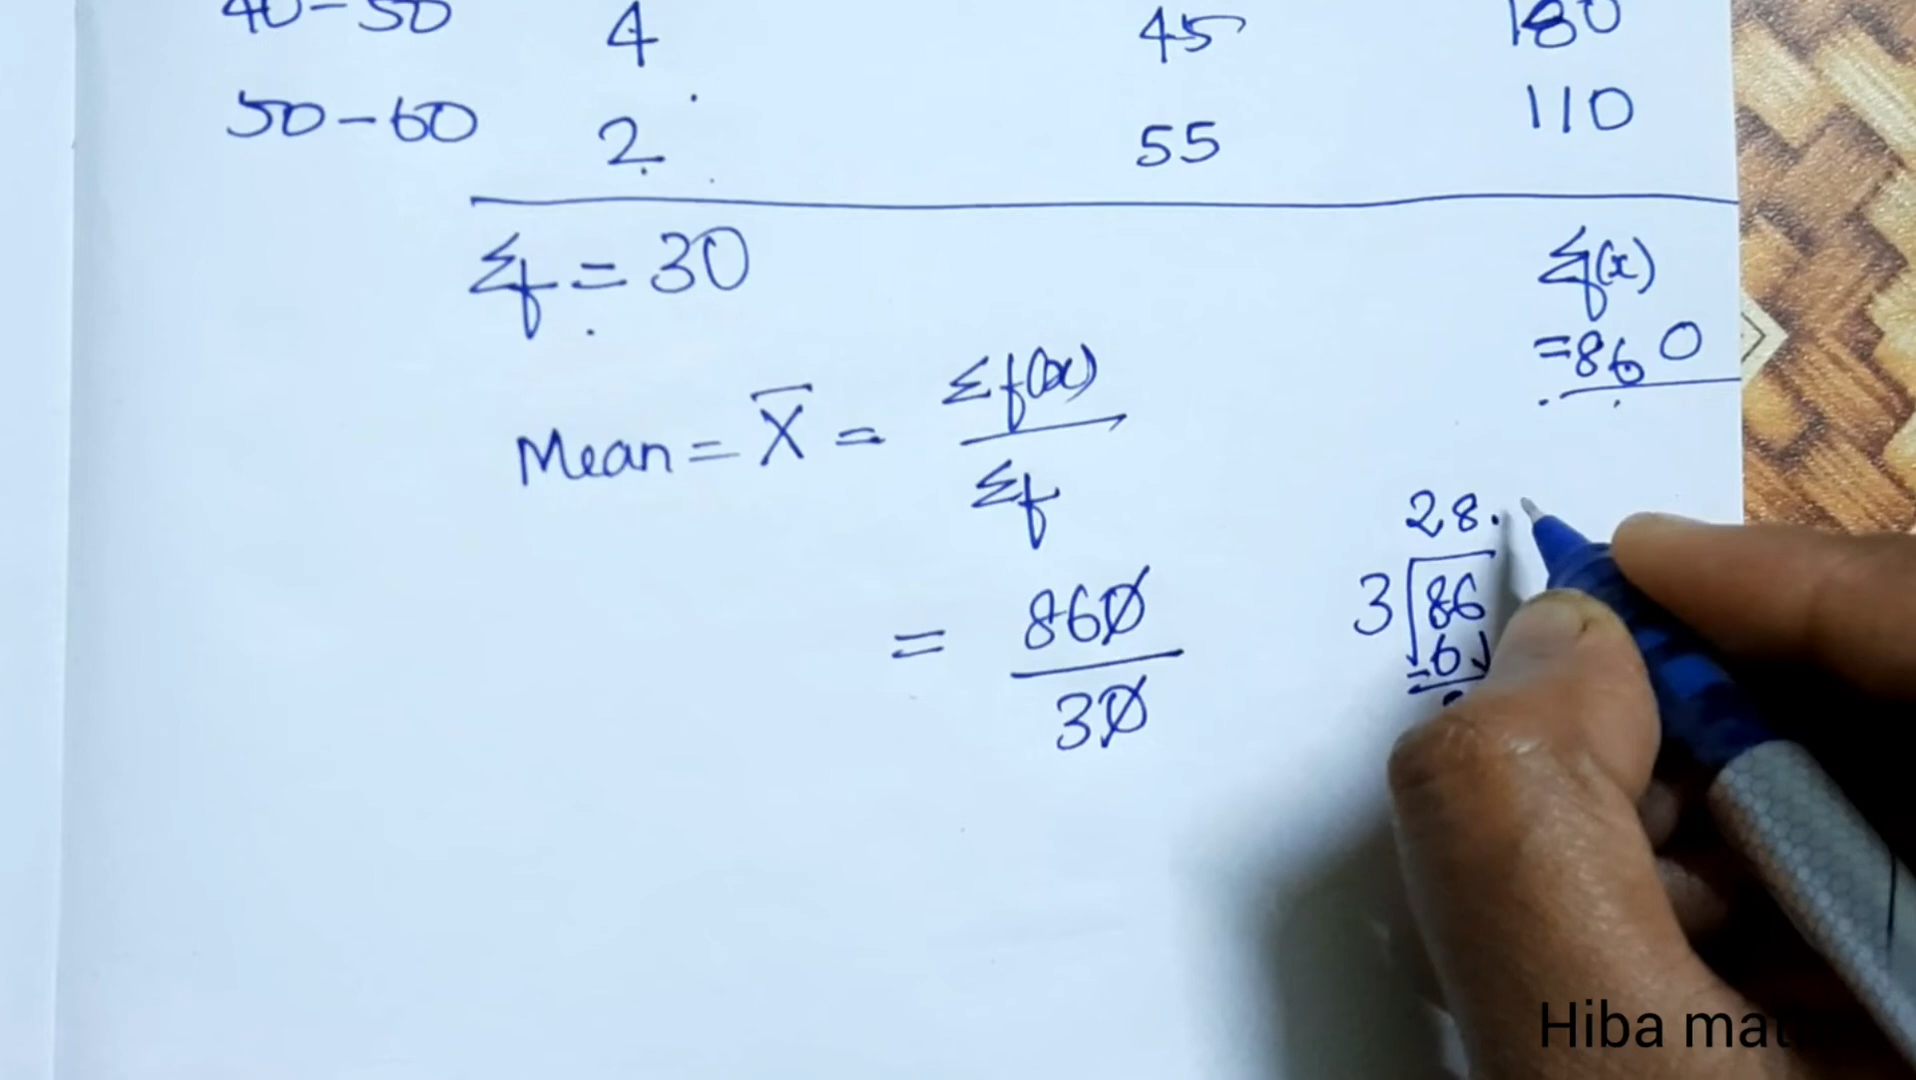 40-50 4 45 180
50-60 2 55 110
Σf = 30
Σf(x)
=860
Mean = X̅ = Σf(x)
Σf
28.
3 86
-6
= 860
30
Hiba mat